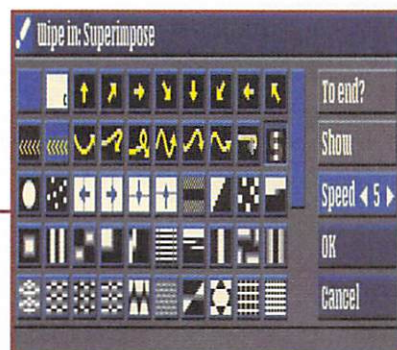 Wipe in: Superimpose
To end?
Show
Speed 5
OK
Cancel